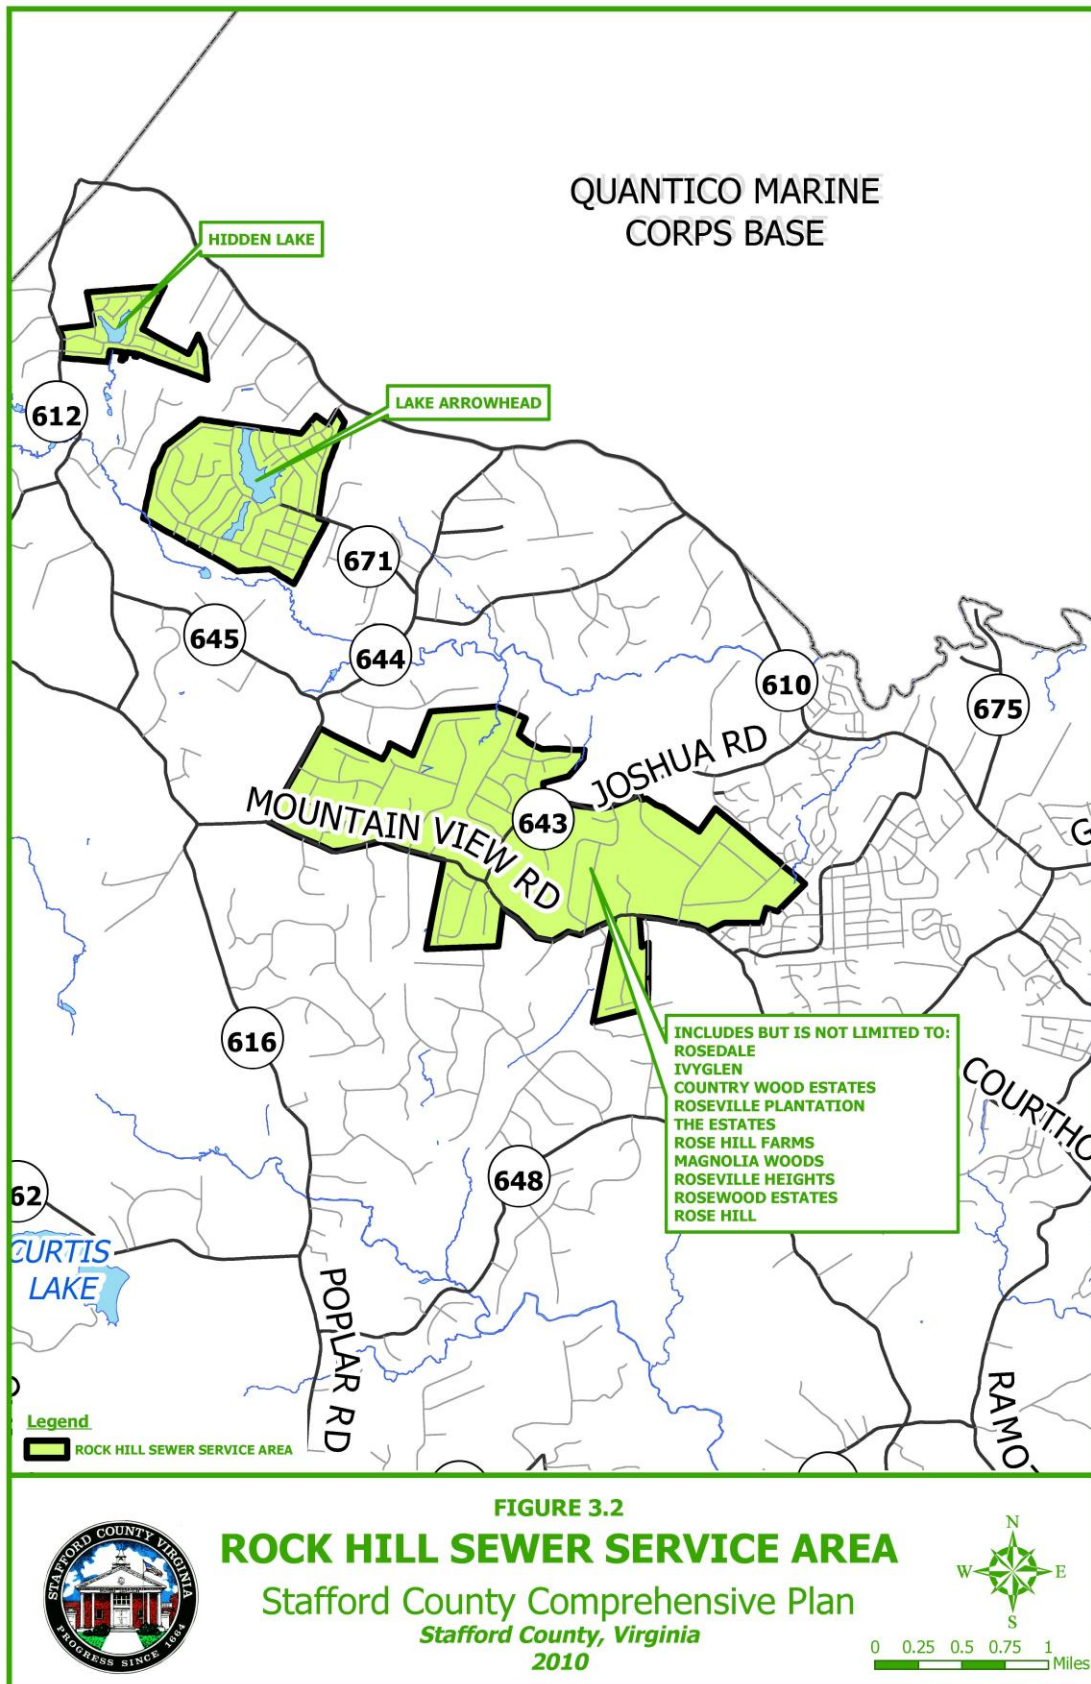 QUANTICO MARINE
CORPS BASE
HIDDEN LAKE
LAKE ARROWHEAD
612
671
645
644
610
675
JOSHUA RD
MOUNTAIN VIEW RD
643
G
INCLUDES BUT IS NOT LIMITED TO:
ROSEDALE
IVYGLEN
COUNTRY WOOD ESTATES
ROSEVILLE PLANTATION
THE ESTATES
ROSE HILL FARMS
MAGNOLIA WOODS
ROSEVILLE HEIGHTS
ROSEWOOD ESTATES
ROSE HILL
616
COURTHO
648
62
CURTIS
LAKE
POPLAR RD
RAMO
Legend
ROCK HILL SEWER SERVICE AREA
FIGURE 3.2
ROCK HILL SEWER SERVICE AREA
Stafford County Comprehensive Plan
Stafford County, Virginia
2010
STAFFORD COUNTY VIRGINIA
PROGRESS SINCE 1664
N
W E
S
0 0.25 0.5 0.75 1
Miles